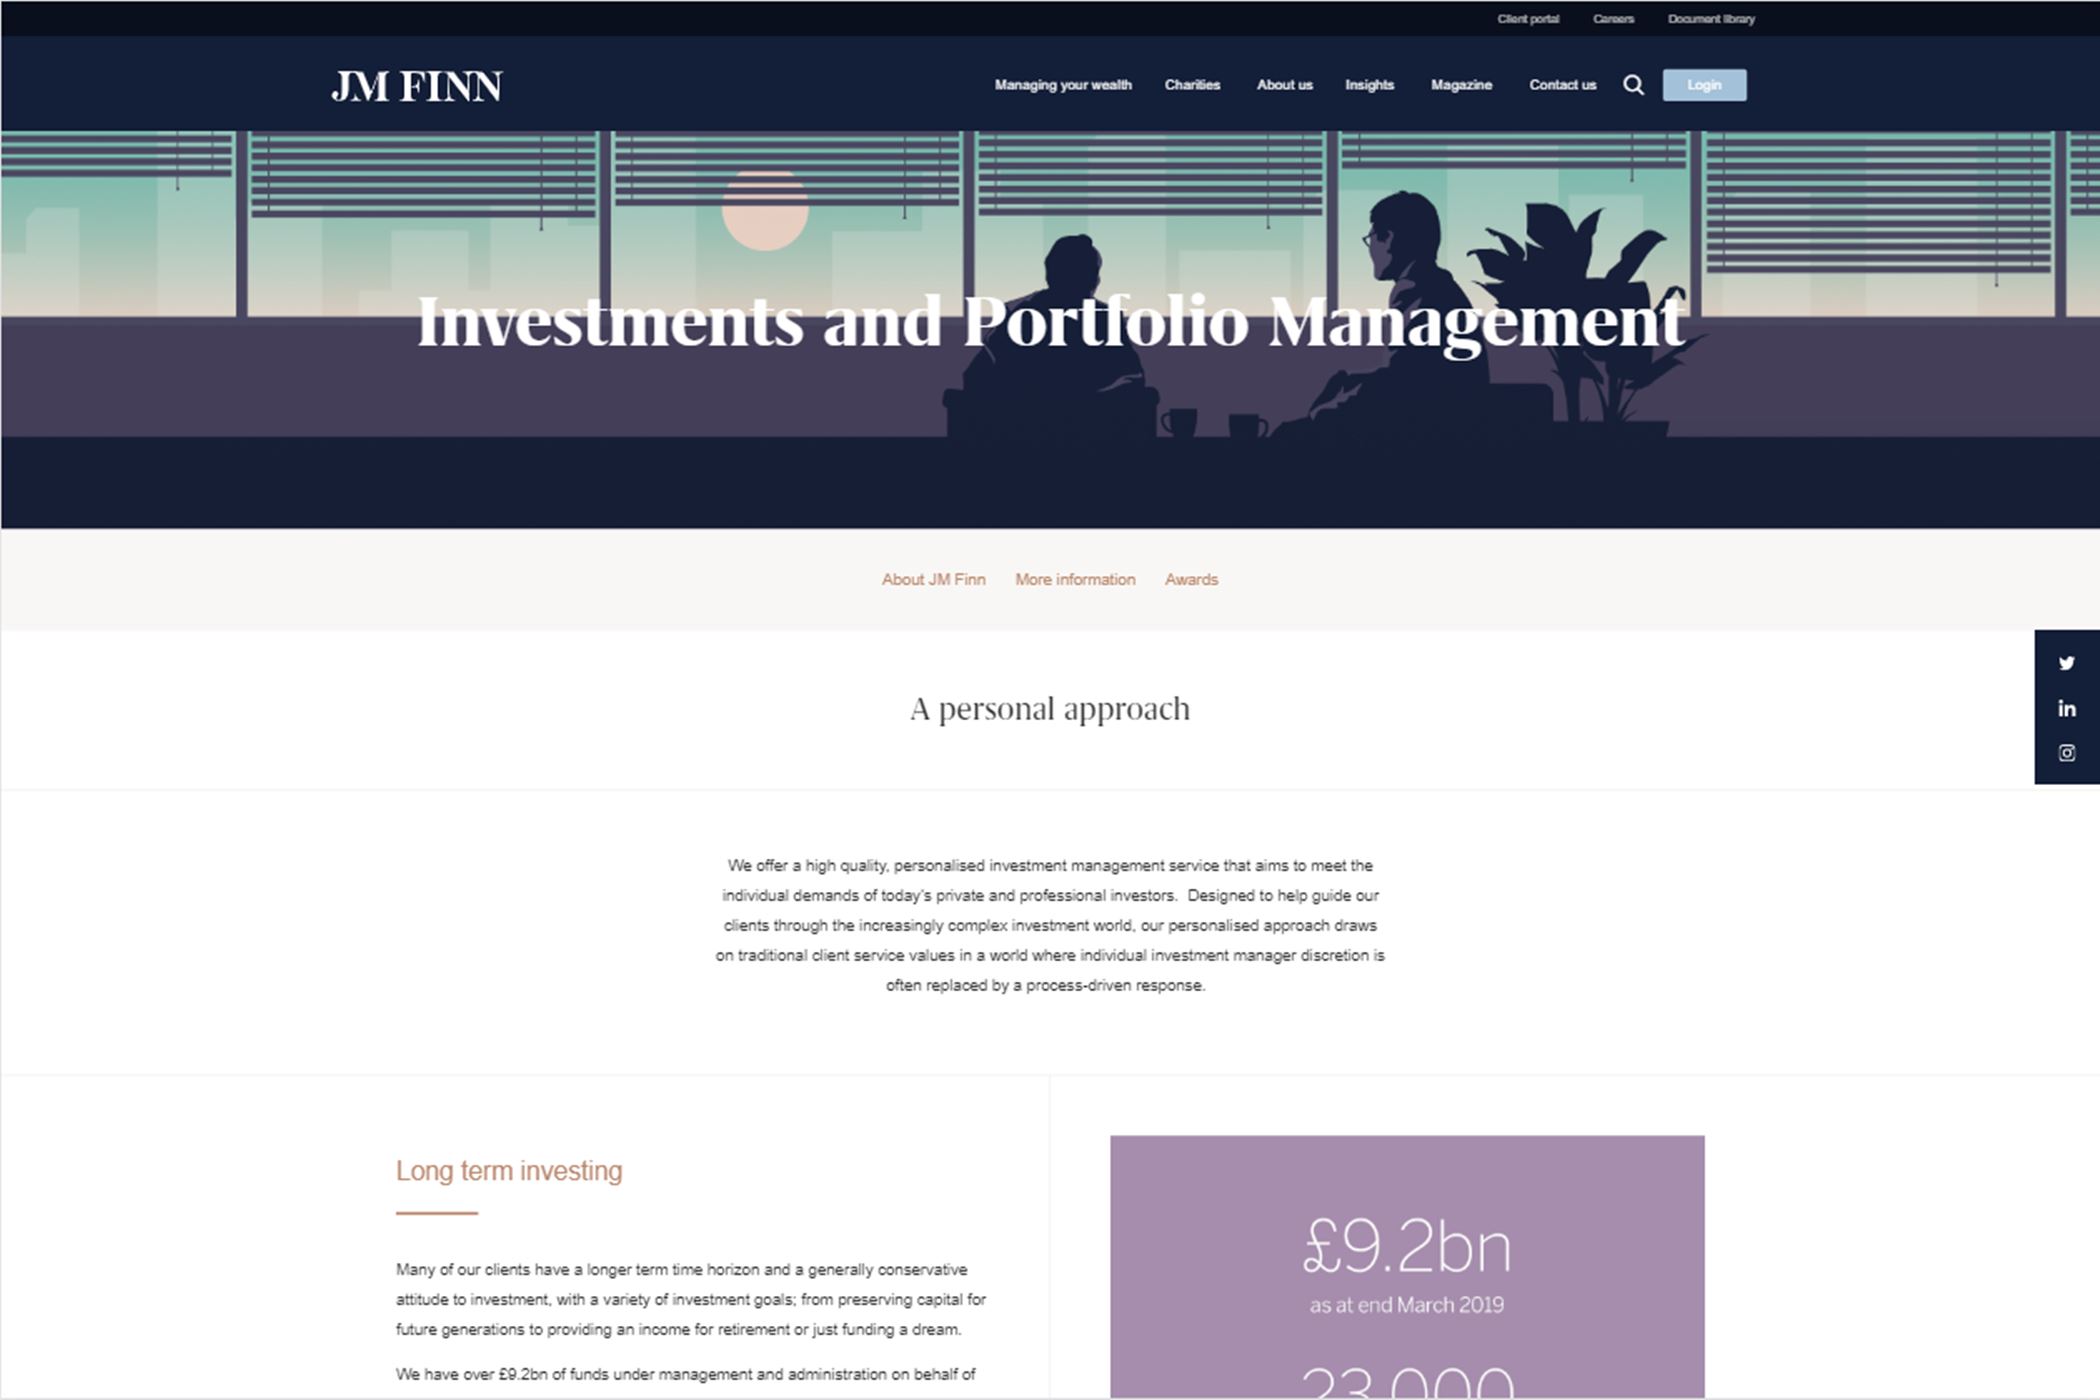 Client portal Careers Document library
JM FINN
Managing your wealth Charities About us Insights Magazine Contact us Login
Investments and Portfolio Management
About JM Finn More information Awards
A personal approach
We offer a high quality, personalised investment management service that aims to meet the
individual demands of today's private and professional investors. Designed to help guide our
clients through the increasingly complex investment world, our personalised approach draws
on traditional client service values in a world where individual investment manager discretion is
often replaced by a process-driven response.
Long term investing
Many of our clients have a longer term time horizon and a generally conservative
attitude to investment, with a variety of investment goals; from preserving capital for
future generations to providing an income for retirement or just funding a dream.
We have over £9.2bn of funds under management and administration on behalf of
£9.2bn
as at end March 2019
23,000